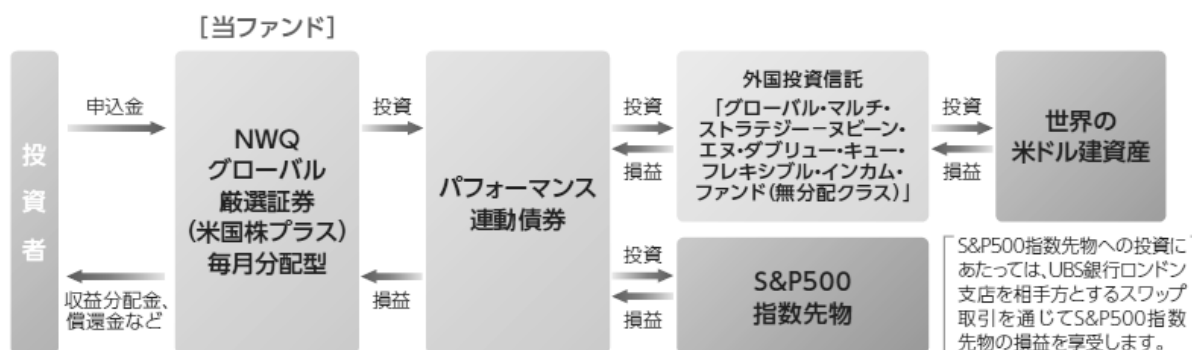 [当ファンド]
投資者
申込金
収益分配金、
償還金など
NWQ
グローバル
厳選証券
(米国株プラス)
毎月分配型
投資
損益
パフォーマンス
連動債券
投資
損益
外国投資信託
「グローバル・マルチ・
ストラテジー－ヌビーン・
エヌ・ダブリュー・キュー・
フレキシブル・インカム・
ファンド(無分配クラス)」
投資
損益
世界の
米ドル建資産
投資
損益
S&P500
指数先物
S&P500指数先物への投資に
あたっては、UBS銀行ロンドン
支店を相手方とするスワップ
取引を通じてS&P500指数
先物の損益を享受します。